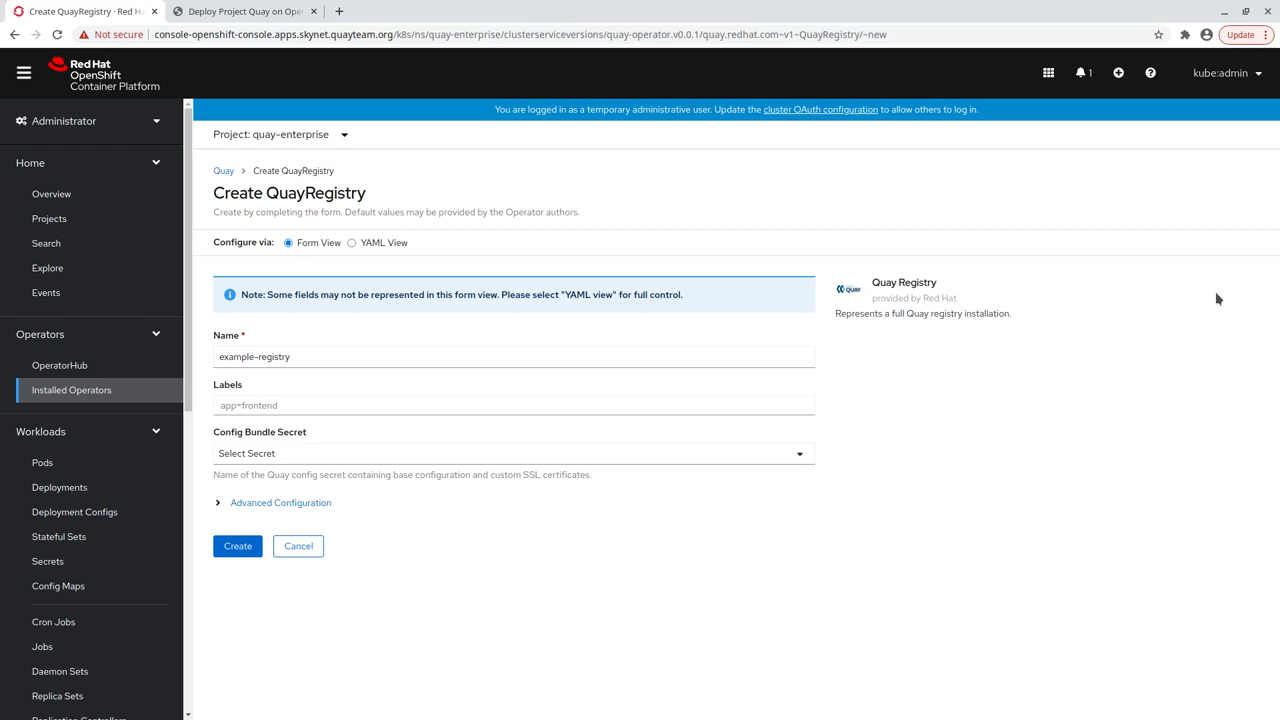 Create QuayRegistry · Red Ha
Deploy Project Quay on Ope
Not secure
console-openshift-console.apps.skynet.quayteam.org/k8s/ns/quay-enterprise/clusterserviceversions/quay-operator.v0.0.1/quay.redhat.com~v1~QuayRegistry/~new
Update
Red Hat
OpenShift
Container Platform
1
kube:admin
You are logged in as a temporary administrative user. Update the cluster OAuth configuration to allow others to log in.
Administrator
Home
Overview
Projects
Search
Explore
Events
Operators
OperatorHub
Installed Operators
Workloads
Pods
Deployments
Deployment Configs
Stateful Sets
Secrets
Config Maps
Cron Jobs
Jobs
Daemon Sets
Replica Sets
Replication Controllers
Project: quay-enterprise
Quay > Create QuayRegistry
Create QuayRegistry
Create by completing the form. Default values may be provided by the Operator authors.
Configure via: Form View YAML View
Note: Some fields may not be represented in this form view. Please select "YAML view" for full control.
Name *
example-registry
Labels
app=frontend
Config Bundle Secret
Select Secret
Name of the Quay config secret containing base configuration and custom SSL certificates.
Advanced Configuration
Create
Cancel
QUAY
Quay Registry
provided by Red Hat
Represents a full Quay registry installation.